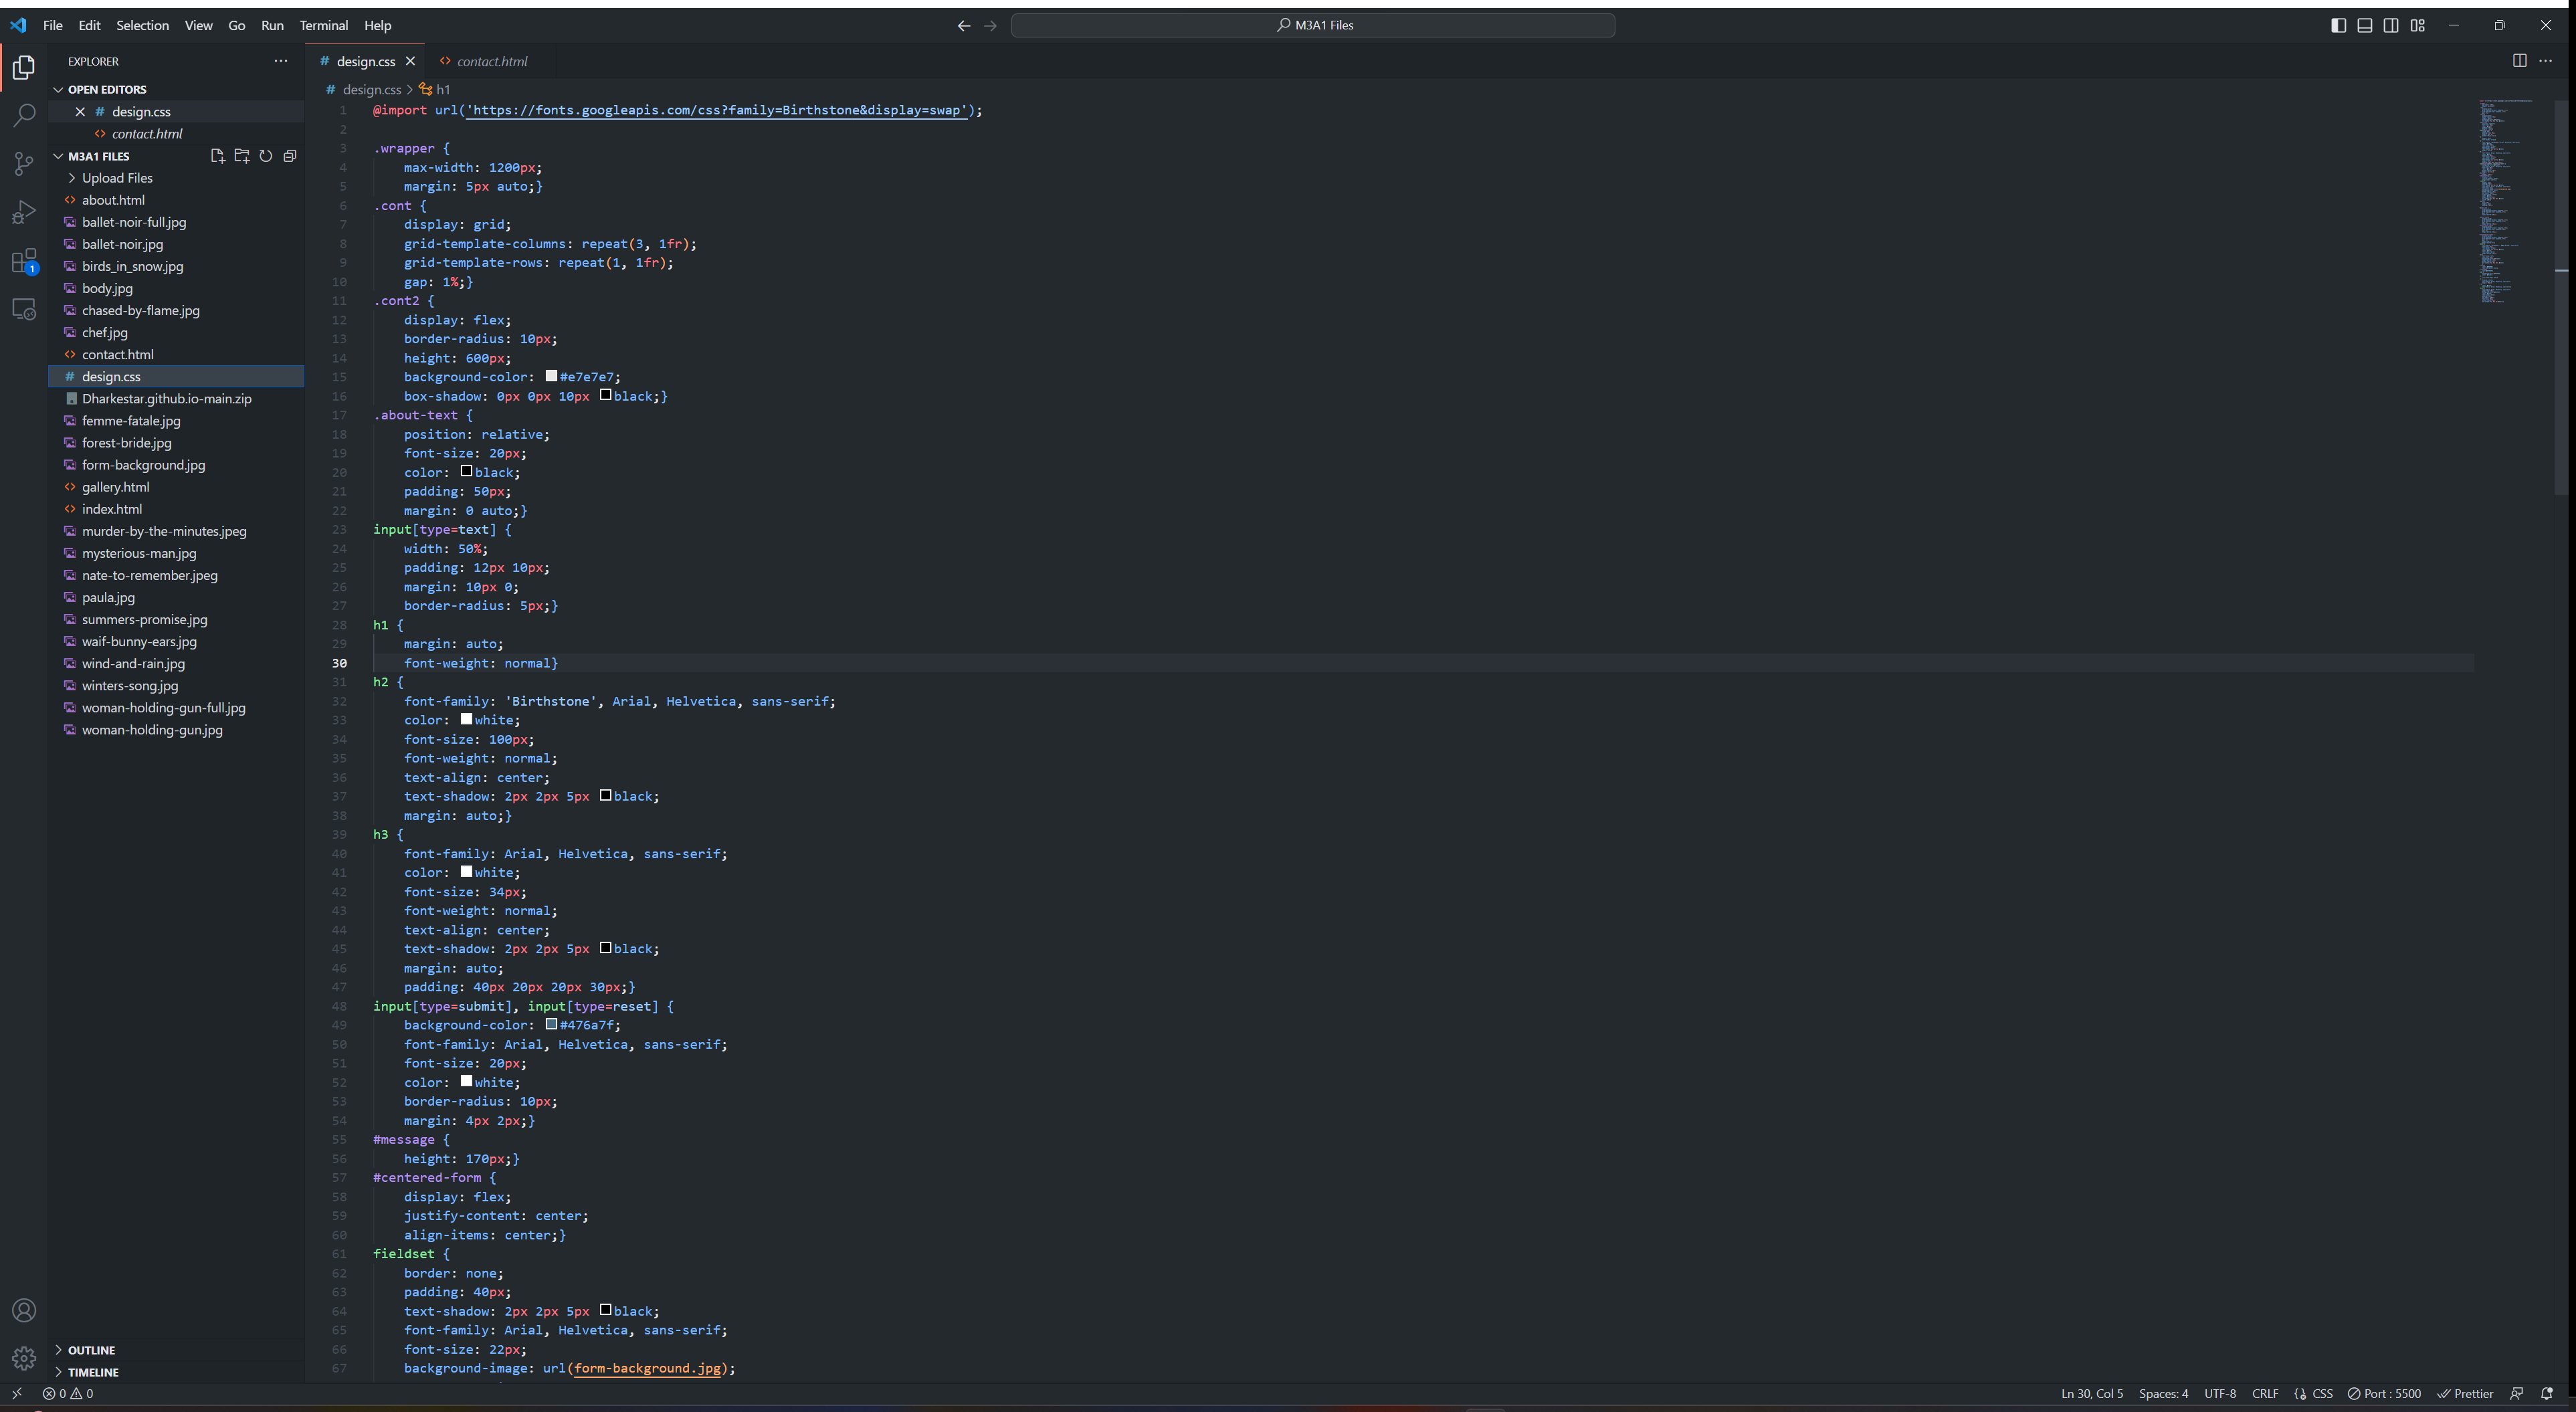 File Edit Selection View Go Run Terminal Help
M3A1 Files
EXPLORER
OPEN EDITORS
design.css
contact.html
M3A1 FILES
Upload Files
about.html
ballet-noir-full.jpg
ballet-noir.jpg
birds_in_snow.jpg
body.jpg
chased-by-flame.jpg
chef.jpg
contact.html
design.css
Dharkestar.github.io-main.zip
femme-fatale.jpg
forest-bride.jpg
form-background.jpg
gallery.html
index.html
murder-by-the-minutes.jpeg
mysterious-man.jpg
nate-to-remember.jpeg
paula.jpg
summers-promise.jpg
waif-bunny-ears.jpg
wind-and-rain.jpg
winters-song.jpg
woman-holding-gun-full.jpg
woman-holding-gun.jpg
OUTLINE
TIMELINE
1
# design.css <> contact.html
# design.css > h1
1 @import url('https://fonts.googleapis.com/css?family=Birthstone&display=swap');
2
3 .wrapper {
4 max-width: 1200px;
5 margin: 5px auto;}
6 .cont {
7 display: grid;
8 grid-template-columns: repeat(3, 1fr);
9 grid-template-rows: repeat(1, 1fr);
10 gap: 1%;}
11 .cont2 {
12 display: flex;
13 border-radius: 10px;
14 height: 600px;
15 background-color: #e7e7e7;
16 box-shadow: 0px 0px 10px black;}
17 .about-text {
18 position: relative;
19 font-size: 20px;
20 color: black;
21 padding: 50px;
22 margin: 0 auto;}
23 input[type=text] {
24 width: 50%;
25 padding: 12px 10px;
26 margin: 10px 0;
27 border-radius: 5px;}
28 h1 {
29 margin: auto;
30 font-weight: normal}
31 h2 {
32 font-family: 'Birthstone', Arial, Helvetica, sans-serif;
33 color: white;
34 font-size: 100px;
35 font-weight: normal;
36 text-align: center;
37 text-shadow: 2px 2px 5px black;
38 margin: auto;}
39 h3 {
40 font-family: Arial, Helvetica, sans-serif;
41 color: white;
42 font-size: 34px;
43 font-weight: normal;
44 text-align: center;
45 text-shadow: 2px 2px 5px black;
46 margin: auto;
47 padding: 40px 20px 20px 30px;}
48 input[type=submit], input[type=reset] {
49 background-color: #476a7f;
50 font-family: Arial, Helvetica, sans-serif;
51 font-size: 20px;
52 color: white;
53 border-radius: 10px;
54 margin: 4px 2px;}
55 #message {
56 height: 170px;}
57 #centered-form {
58 display: flex;
59 justify-content: center;
60 align-items: center;}
61 fieldset {
62 border: none;
63 padding: 40px;
64 text-shadow: 2px 2px 5px black;
65 font-family: Arial, Helvetica, sans-serif;
66 font-size: 22px;
67 background-image: url(form-background.jpg);
0 0
Ln 30, Col 5 Spaces: 4 UTF-8 CRLF CSS Port : 5500 Prettier